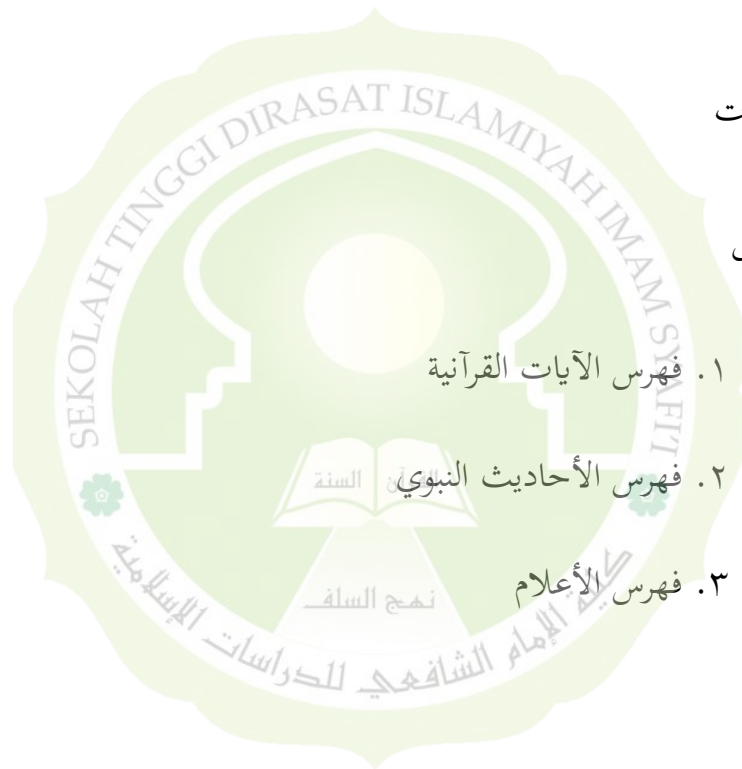 SEKOLAH TINGGI DIRASAT ISLAMIYAH IMAM SYAFI'I
١. فهرس الآيات القرآنية
القرآن السنة
٢. فهرس الأحاديث النبوي
نهج السلف
٣. فهرس الأعلام
كلية الإمام الشافعي للدراسات الإسلامية